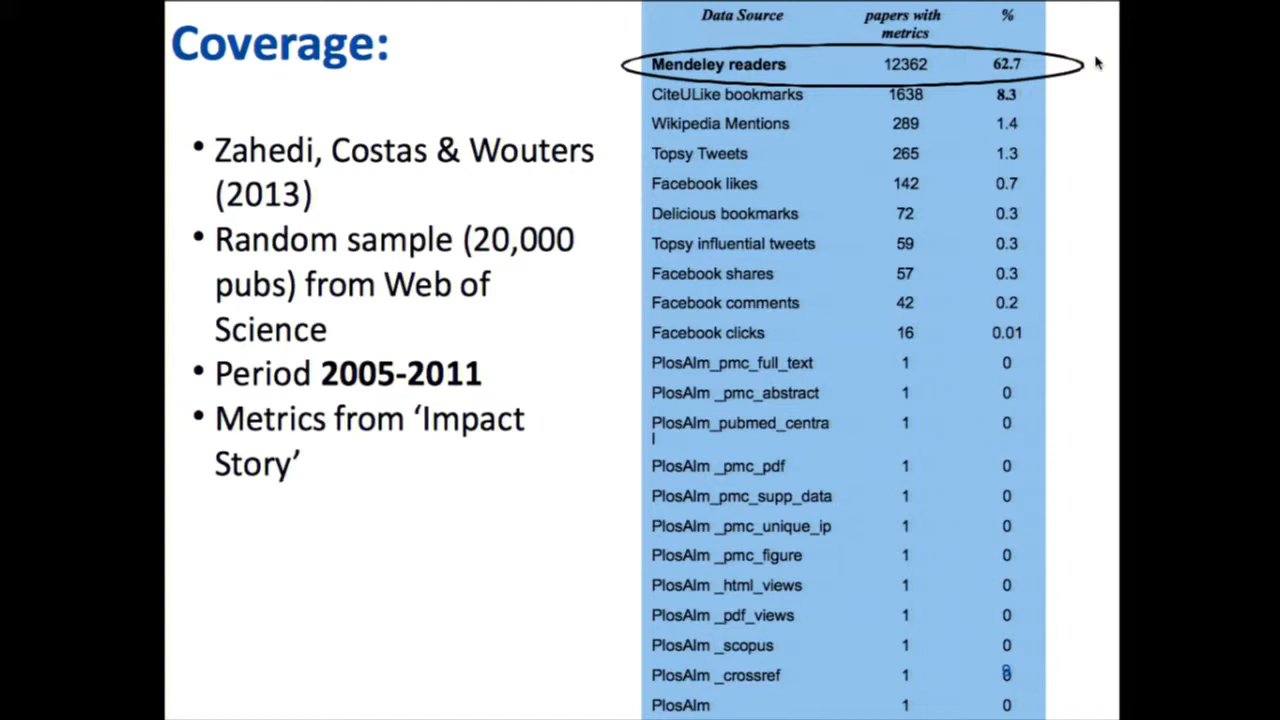 Coverage:
• Zahedi, Costas & Wouters
(2013)
• Random sample (20,000
pubs) from Web of
Science
• Period 2005-2011
• Metrics from ‘Impact
Story’
Data Source papers with %
metrics
Mendeley readers 12362 62.7
CiteULike bookmarks 1638 8.3
Wikipedia Mentions 289 1.4
Topsy Tweets 265 1.3
Facebook likes 142 0.7
Delicious bookmarks 72 0.3
Topsy influential tweets 59 0.3
Facebook shares 57 0.3
Facebook comments 42 0.2
Facebook clicks 16 0.01
PlosAlm_pmc_full_text 1 0
PlosAlm_pmc_abstract 1 0
PlosAlm_pubmed_centra 1 0
l
PlosAlm _pmc_pdf 1 0
PlosAlm_pmc_supp_data 1 0
PlosAlm _pmc_unique_ip 1 0
PlosAlm _pmc_figure 1 0
PlosAlm _html_views 1 0
PlosAlm _pdf_views 1 0
PlosAlm _scopus 1 0
PlosAlm _crossref 1 0
PlosAlm 1 0